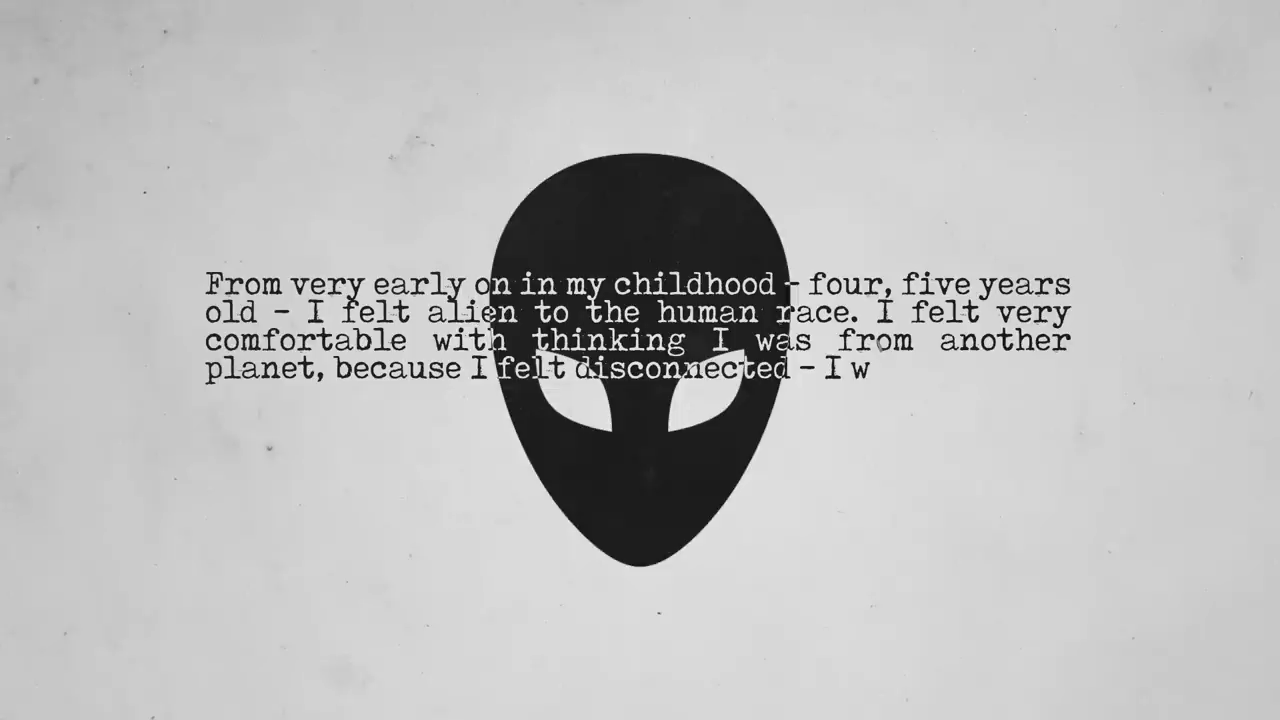 From very early on in my childhood – four, five years
old – I felt alien to the human race. I felt very
comfortable with thinking I was from another
planet, because I felt disconnected – I w